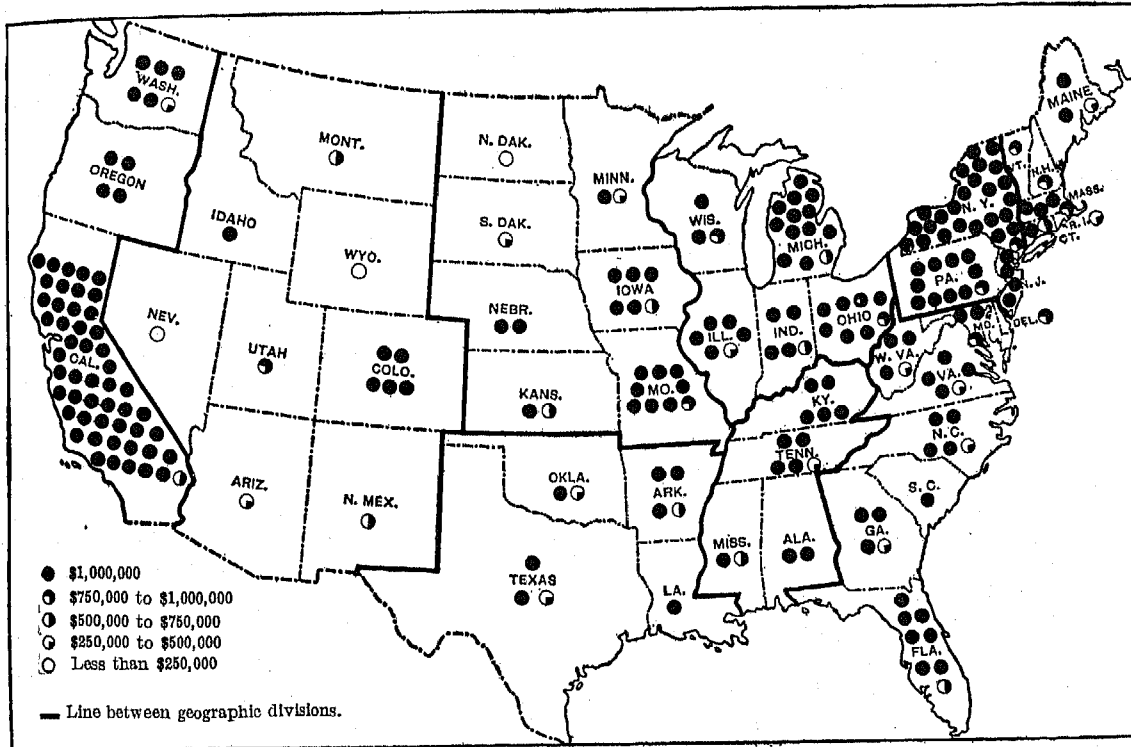 WASH.
MONT.
N. DAK.
MINN.
MAINE
OREGON
IDAHO
S. DAK.
WIS.
MICH.
N. Y.
VT.
N.H.
MASS.
R. I.
CT.
WYO.
NEBR.
IOWA
PA.
N. J.
NEV.
UTAH
COLO.
ILL.
IND.
OHIO
W. VA.
MD.
DEL.
VA.
CAL.
KANS.
MO.
KY.
N. C.
TENN.
ARIZ.
N. MEX.
OKLA.
ARK.
S. C.
MISS.
ALA.
GA.
TEXAS
LA.
FLA.
$1,000,000
$750,000 to $1,000,000
$500,000 to $750,000
$250,000 to $500,000
Less than $250,000
Line between geographic divisions.